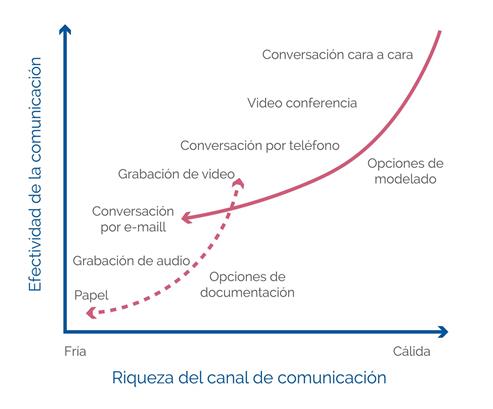 Efectividad de la comunicación
Conversación cara a cara
Video conferencia
Conversación por teléfono
Opciones de
modelado
Grabación de video
Conversación
por e-maill
Grabación de audio
Opciones de
documentación
Papel
Fria
Cálida
Riqueza del canal de comunicación